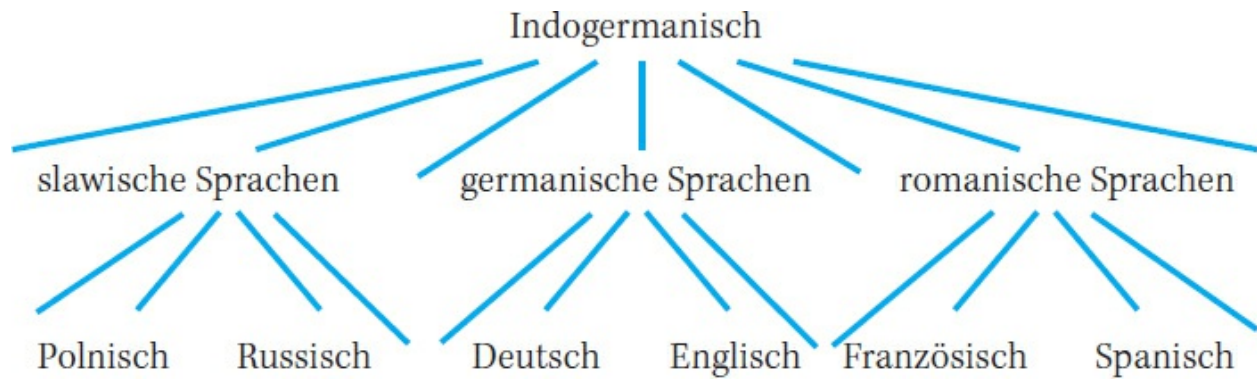 Indogermanisch
slawische Sprachen germanische Sprachen romanische Sprachen
Polnisch Russisch Deutsch Englisch Französisch Spanisch